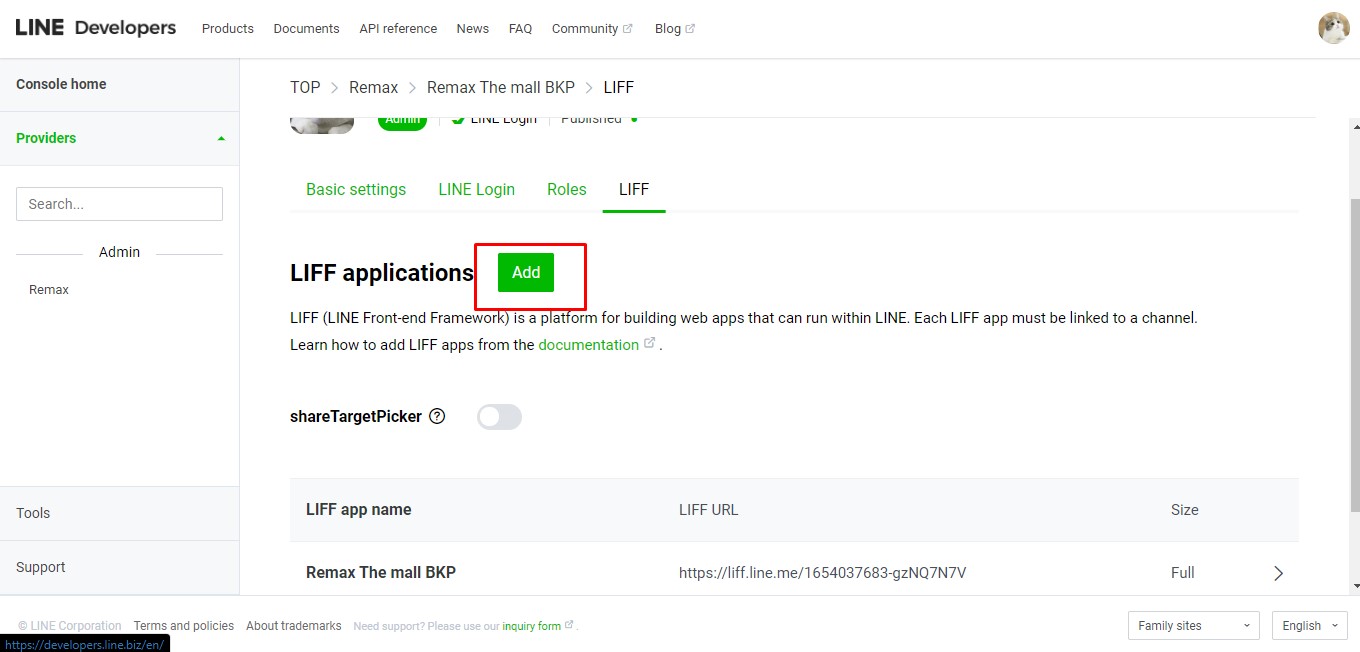 LINE Developers Products Documents API reference News FAQ Community Blog
Console home
Providers
Search...
Admin
Remax
Tools
Support
TOP > Remax > Remax The mall BKP > LIFF
Admin LINE Login Published
Basic settings LINE Login Roles LIFF
LIFF applications Add
LIFF (LINE Front-end Framework) is a platform for building web apps that can run within LINE. Each LIFF app must be linked to a channel.
Learn how to add LIFF apps from the documentation .
shareTargetPicker ?
LIFF app name LIFF URL Size
Remax The mall BKP https://liff.line.me/1654037683-gzNQ7N7V Full
© LINE Corporation Terms and policies About trademarks Need support? Please use our inquiry form . Family sites English
https://developers.line.biz/en/